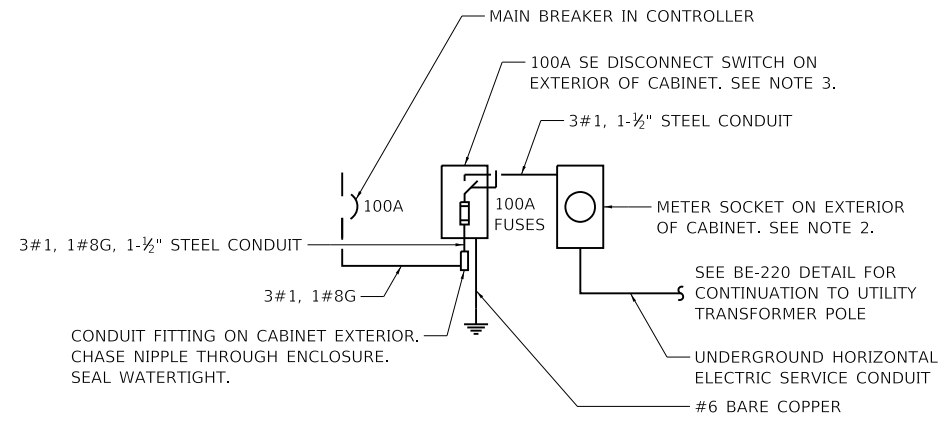 MAIN BREAKER IN CONTROLLER
100A SE DISCONNECT SWITCH ON
EXTERIOR OF CABINET. SEE NOTE 3.
3#1, 1-½" STEEL CONDUIT
100A
100A
FUSES
METER SOCKET ON EXTERIOR
OF CABINET. SEE NOTE 2.
3#1, 1#8G, 1-½" STEEL CONDUIT
SEE BE-220 DETAIL FOR
CONTINUATION TO UTILITY
TRANSFORMER POLE
3#1, 1#8G
CONDUIT FITTING ON CABINET EXTERIOR.
CHASE NIPPLE THROUGH ENCLOSURE.
SEAL WATERTIGHT.
UNDERGROUND HORIZONTAL
ELECTRIC SERVICE CONDUIT
#6 BARE COPPER